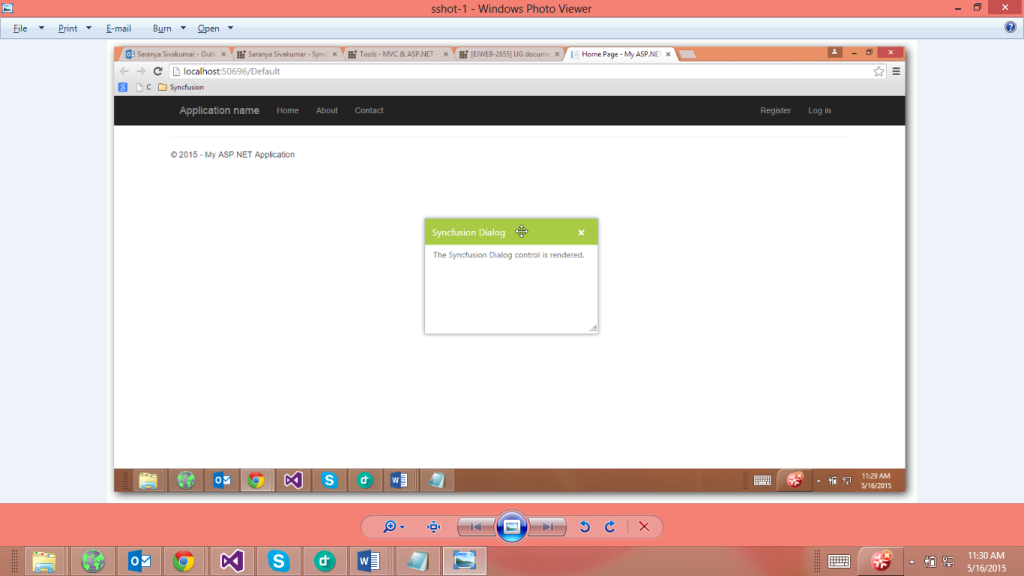 sshot-1 - Windows Photo Viewer
File Print E-mail Burn Open
Saranya Sivakumar - Outl Saranya Sivakumar - Sync Tools - MVC & ASP.NET [EJWEB-2655] UG docume Home Page - My ASP.NET
localhost:50696/Default
C Syncfusion
Application name Home About Contact Register Log in
© 2015 - My ASP.NET Application
Syncfusion Dialog
The Syncfusion Dialog control is rendered.
11:29 AM
5/16/2015
11:30 AM
5/16/2015